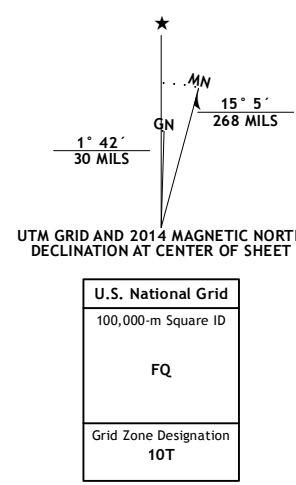 ★
MN
GN
15° 5´
268 MILS
1° 42´
30 MILS
UTM GRID AND 2014 MAGNETIC NORTH
DECLINATION AT CENTER OF SHEET
U.S. National Grid
100,000-m Square ID
FQ
Grid Zone Designation
10T